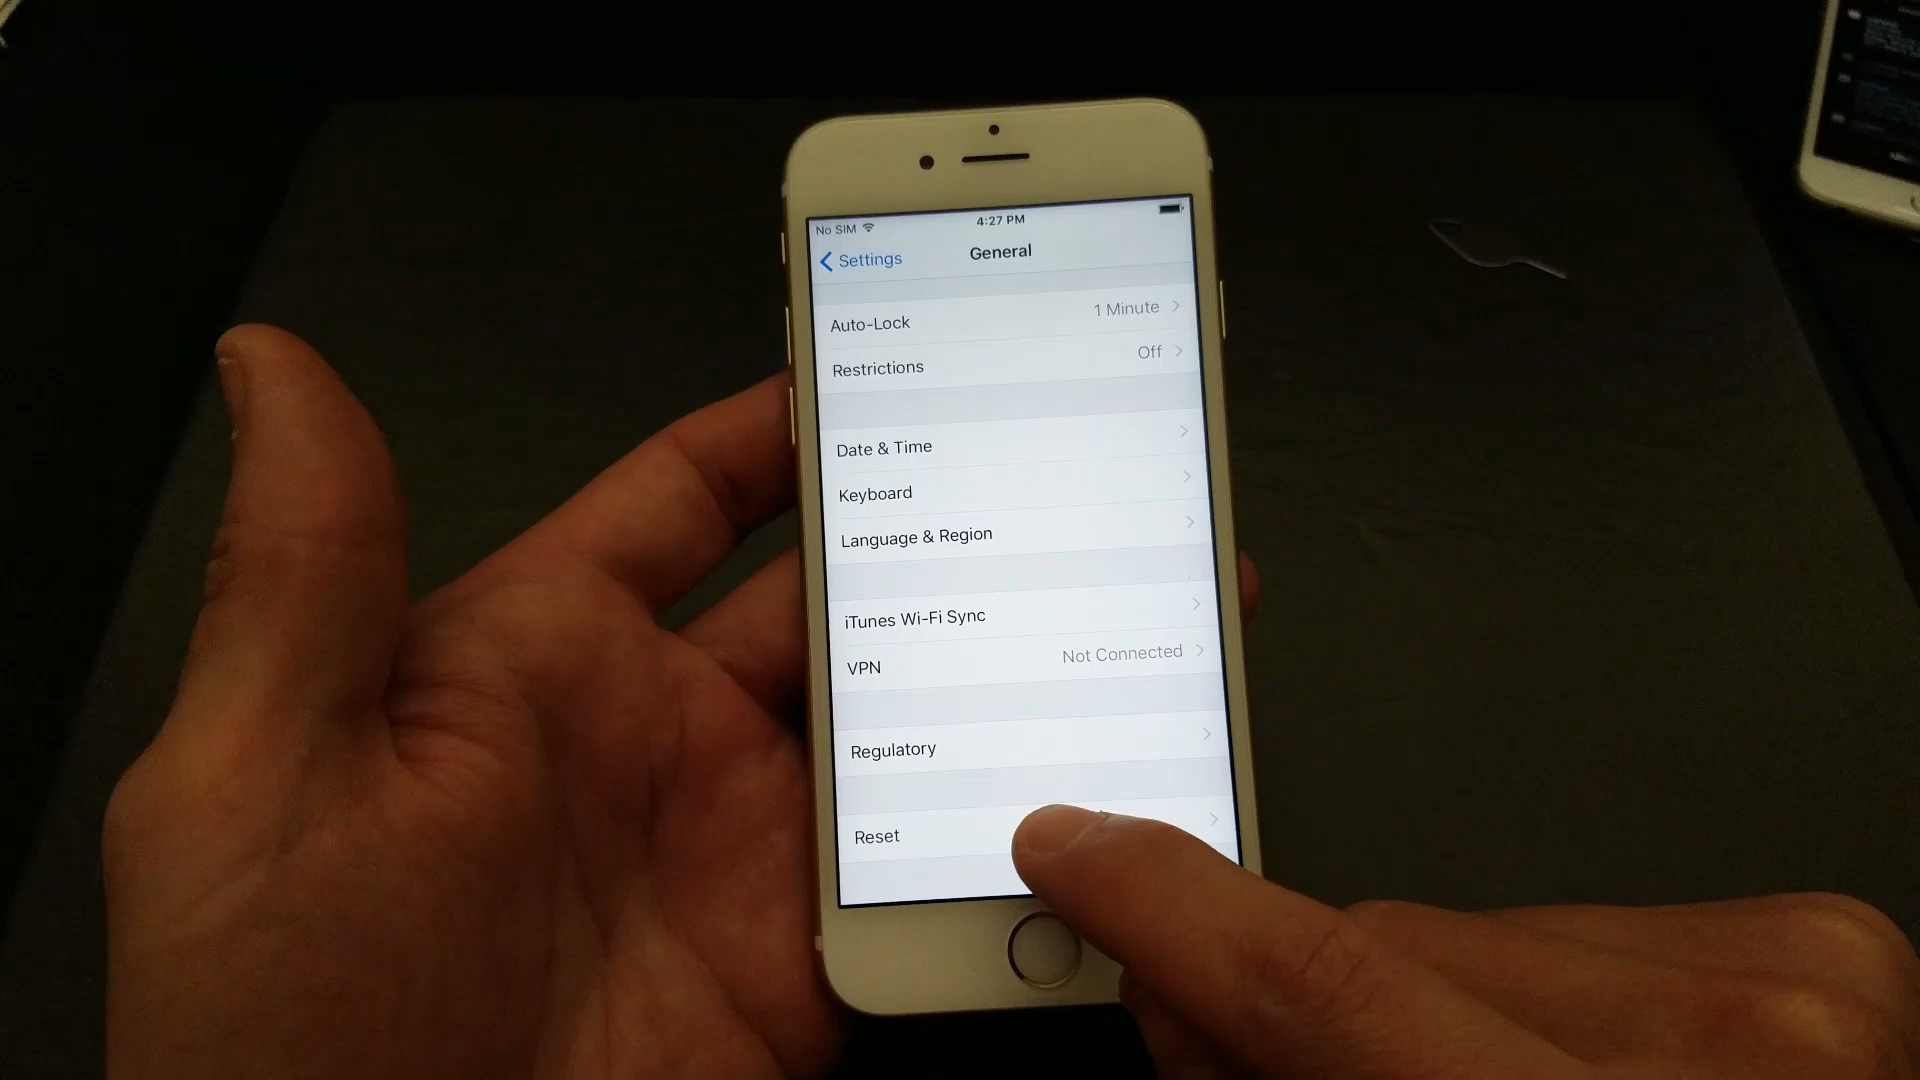 No SIM
4:27 PM
Settings
General
Auto-Lock 1 Minute
Restrictions Off
Date & Time
Keyboard
Language & Region
iTunes Wi-Fi Sync
VPN Not Connected
Regulatory
Reset